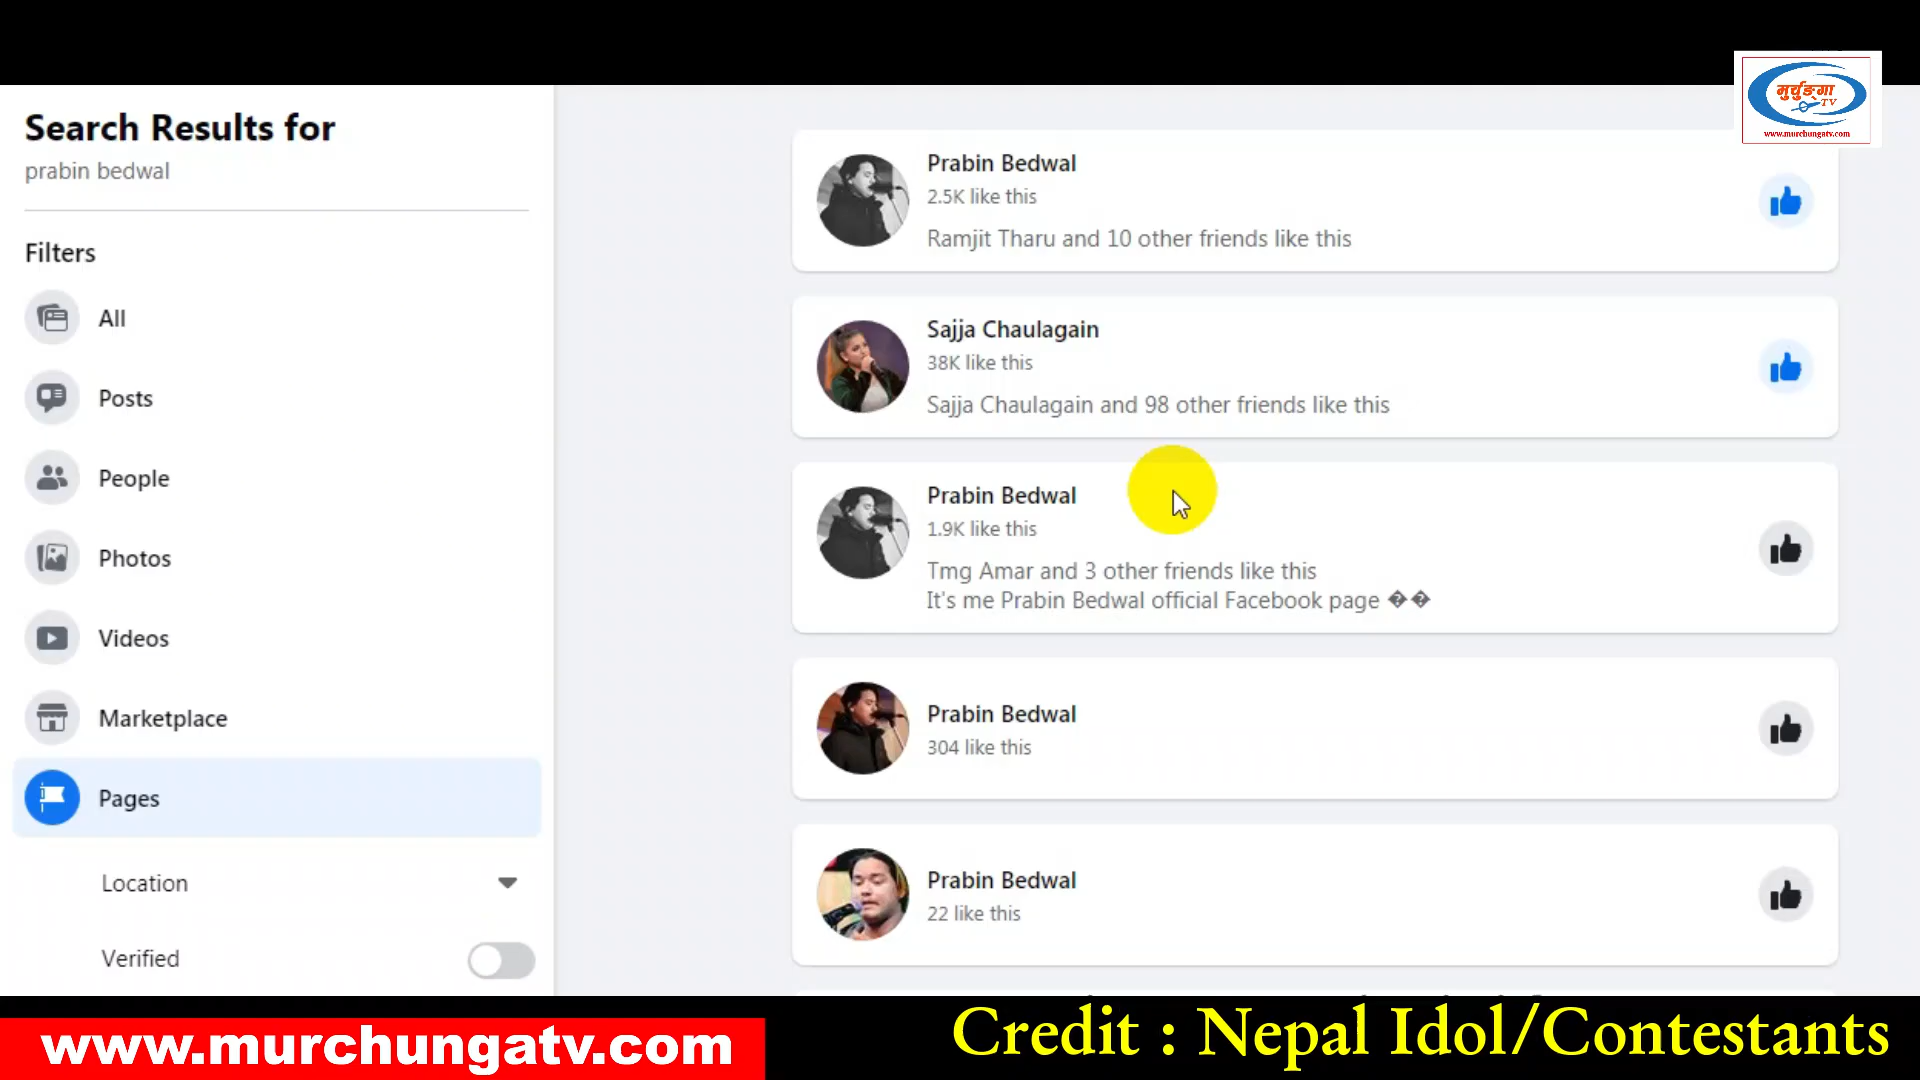 Search Results for
prabin bedwal
Filters
All
Posts
People
Photos
Videos
Marketplace
Pages
Location
Verified
Prabin Bedwal
2.5K like this
Ramjit Tharu and 10 other friends like this
Sajja Chaulagain
38K like this
Sajja Chaulagain and 98 other friends like this
Prabin Bedwal
1.9K like this
Tmg Amar and 3 other friends like this
It's me Prabin Bedwal official Facebook page ��
Prabin Bedwal
304 like this
Prabin Bedwal
22 like this
मुर्चुङ्गा
TV
www.murchungatv.com
www.murchungatv.com
Credit : Nepal Idol/Contestants